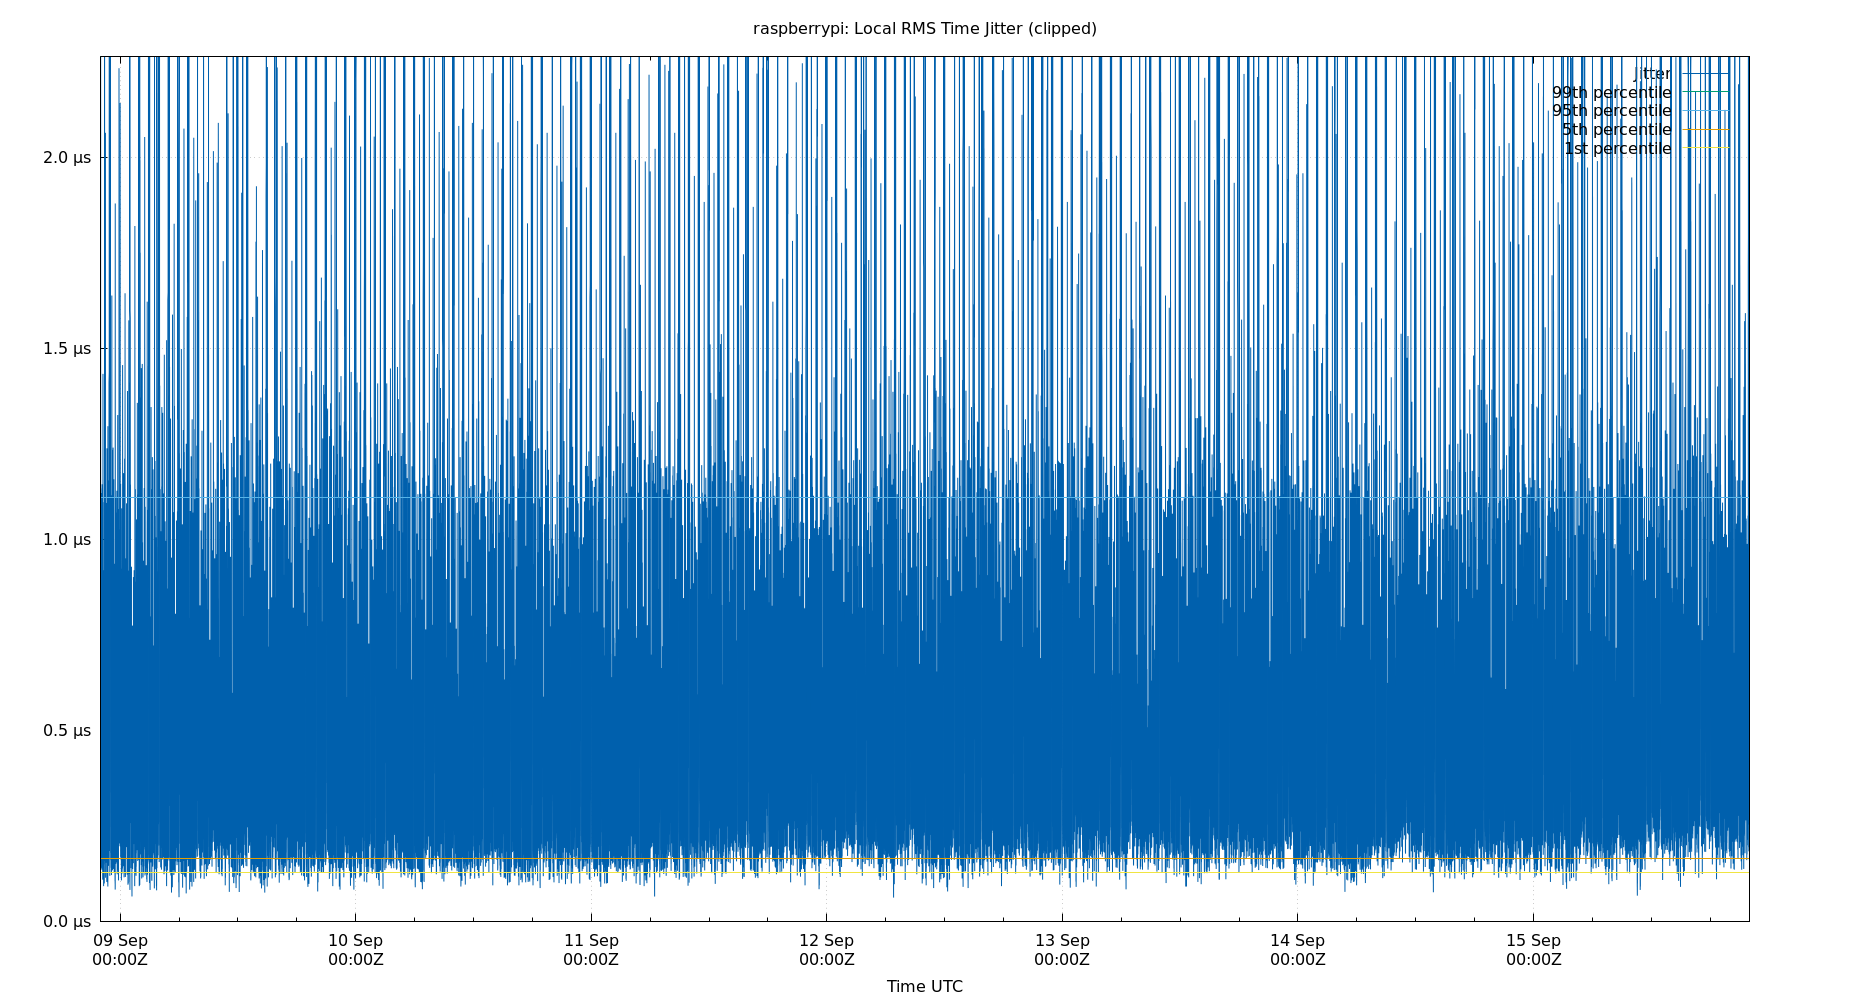 raspberrypi: Local RMS Time Jitter (clipped)
Jitter
99th percentile
95th percentile
5th percentile
1st percentile
2.0 μs
1.5 μs
1.0 μs
0.5 μs
0.0 μs
09 Sep 10 Sep 11 Sep 12 Sep 13 Sep 14 Sep 15 Sep
00:00Z 00:00Z 00:00Z 00:00Z 00:00Z 00:00Z 00:00Z
Time UTC